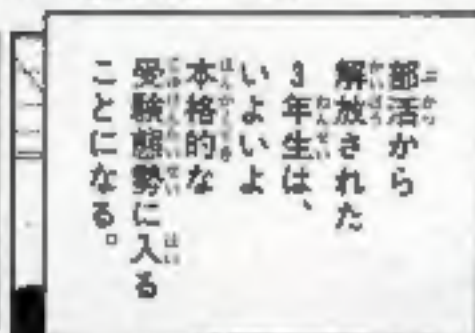 部活から
解放された
3年生は、
いよいよ
本格的な
受験態勢に入る
ことになる。